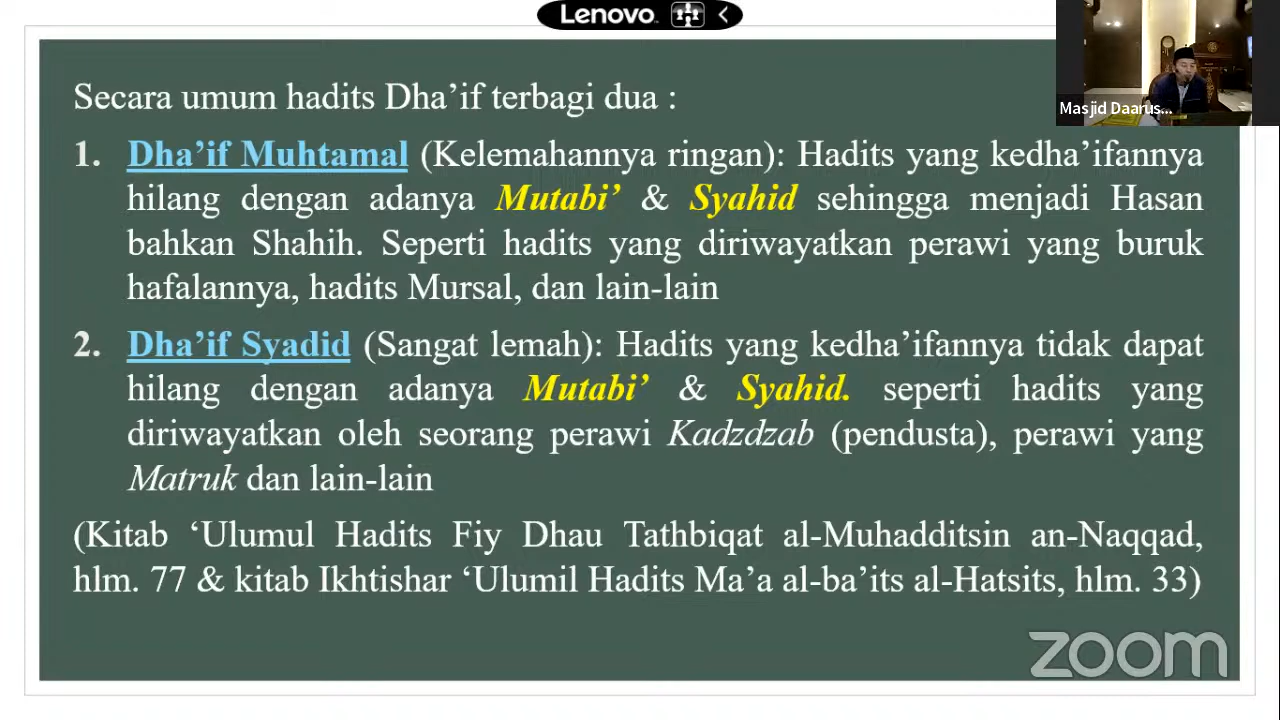 Lenovo
Masjid Daarus...
Secara umum hadits Dha’if terbagi dua :
1. Dha’if Muhtamal (Kelemahannya ringan): Hadits yang kedha’ifannya
hilang dengan adanya Mutabi’ & Syahid sehingga menjadi Hasan
bahkan Shahih. Seperti hadits yang diriwayatkan perawi yang buruk
hafalannya, hadits Mursal, dan lain-lain
2. Dha’if Syadid (Sangat lemah): Hadits yang kedha’ifannya tidak dapat
hilang dengan adanya Mutabi’ & Syahid. seperti hadits yang
diriwayatkan oleh seorang perawi Kadzdzab (pendusta), perawi yang
Matruk dan lain-lain
(Kitab ‘Ulumul Hadits Fiy Dhau Tathbiqat al-Muhadditsin an-Naqqad,
hlm. 77 & kitab Ikhtishar ‘Ulumil Hadits Ma’a al-ba’its al-Hatsits, hlm. 33)
zoom